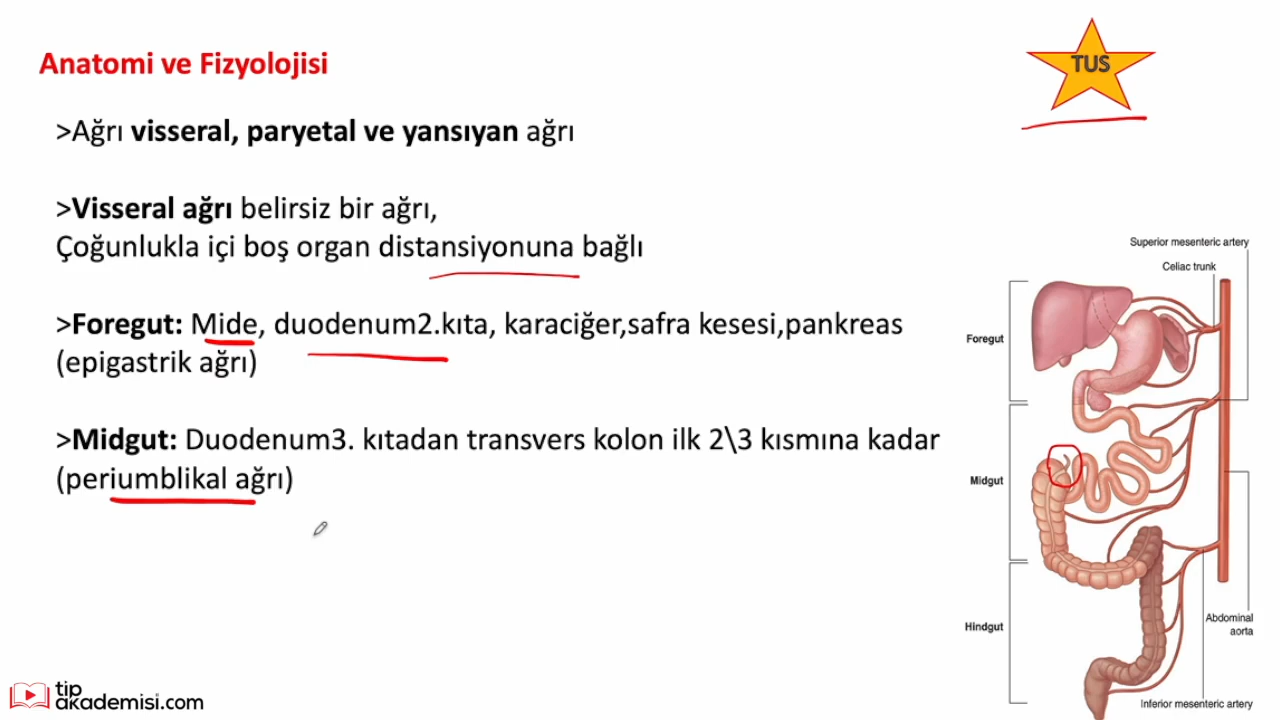 Anatomi ve Fizyolojisi
TUS
>Ağrı visseral, paryetal ve yansıyan ağrı
>Visseral ağrı belirsiz bir ağrı,
Çoğunlukla içi boş organ distansiyonuna bağlı
>Foregut: Mide, duodenum2.kıta, karaciğer,safra kesesi,pankreas
(epigastrik ağrı)
>Midgut: Duodenum3. kıtadan transvers kolon ilk 2\3 kısmına kadar
(periumblikal ağrı)
Superior mesenteric artery
Celiac trunk
Foregut
Midgut
Hindgut
Abdominal
aorta
Inferior mesenteric artery
tıp
akademisi.com